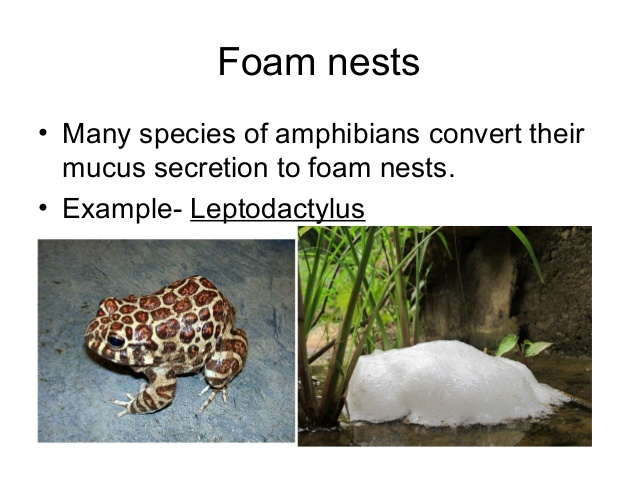 Foam nests
• Many species of amphibians convert their
mucus secretion to foam nests.
• Example- Leptodactylus